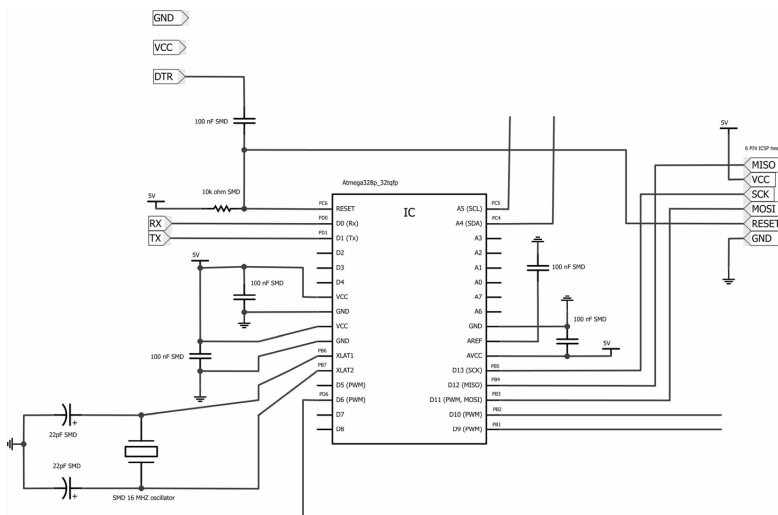 GND
VCC
DTR
100 nF SMD
5V
10k ohm SMD
RX
TX
5V
100 nF SMD
100 nF SMD
22pF SMD
22pF SMD
SMD 16 MHZ oscillator
Atmega328p_32tqfp
IC
PC6
RESET
PD0
D0 (Rx)
PD1
D1 (Tx)
D2
D3
D4
VCC
GND
VCC
GND
PB6
XLAT1
PB7
XLAT2
D5 (PWM)
PD6
D6 (PWM)
D7
D8
A5 (SCL)
PC5
A4 (SDA)
PC4
A3
A2
A1
A0
A7
A6
GND
AREF
AVCC
D13 (SCK)
PB5
D12 (MISO)
PB4
D11 (PWM, MOSI)
PB3
D10 (PWM)
PB2
D9 (PWM)
PB1
100 nF SMD
100 nF SMD
5V
5V
6 PIN ICSP hea
MISO
VCC
SCK
MOSI
RESET
GND